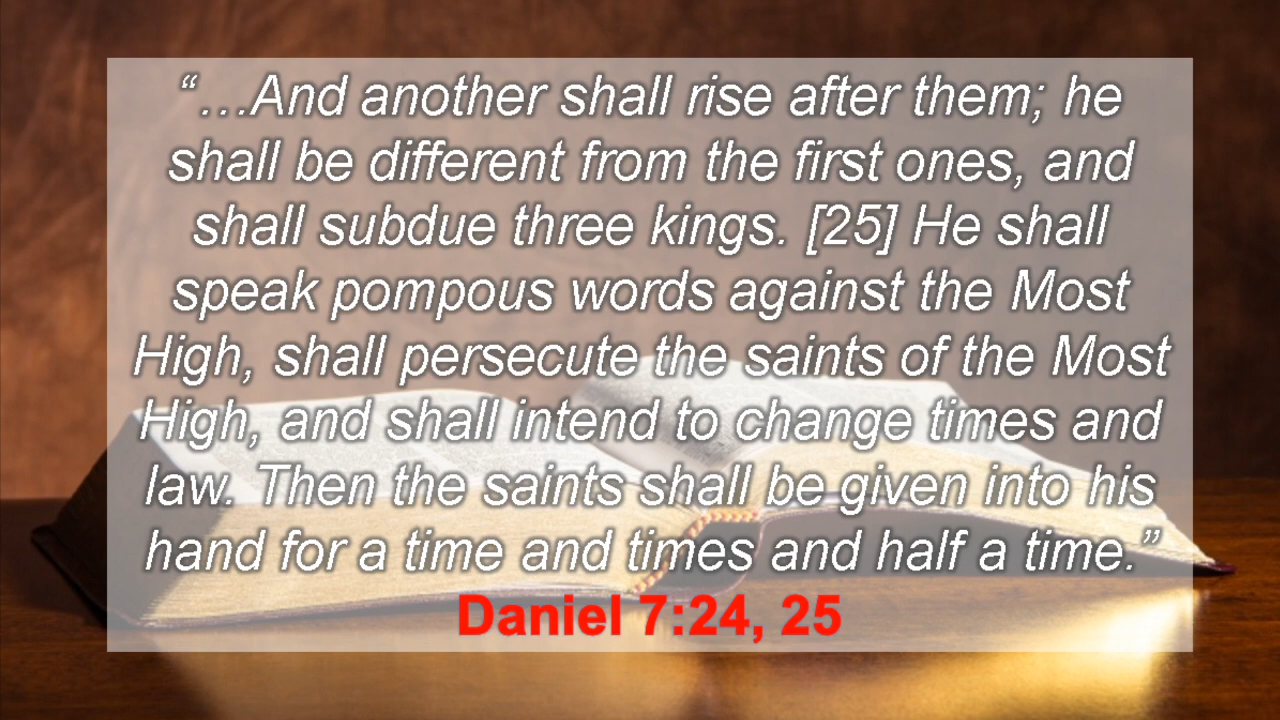 “…And another shall rise after them; he
shall be different from the first ones, and
shall subdue three kings. [25] He shall
speak pompous words against the Most
High, shall persecute the saints of the Most
High, and shall intend to change times and
law. Then the saints shall be given into his
hand for a time and times and half a time.”
Daniel 7:24, 25